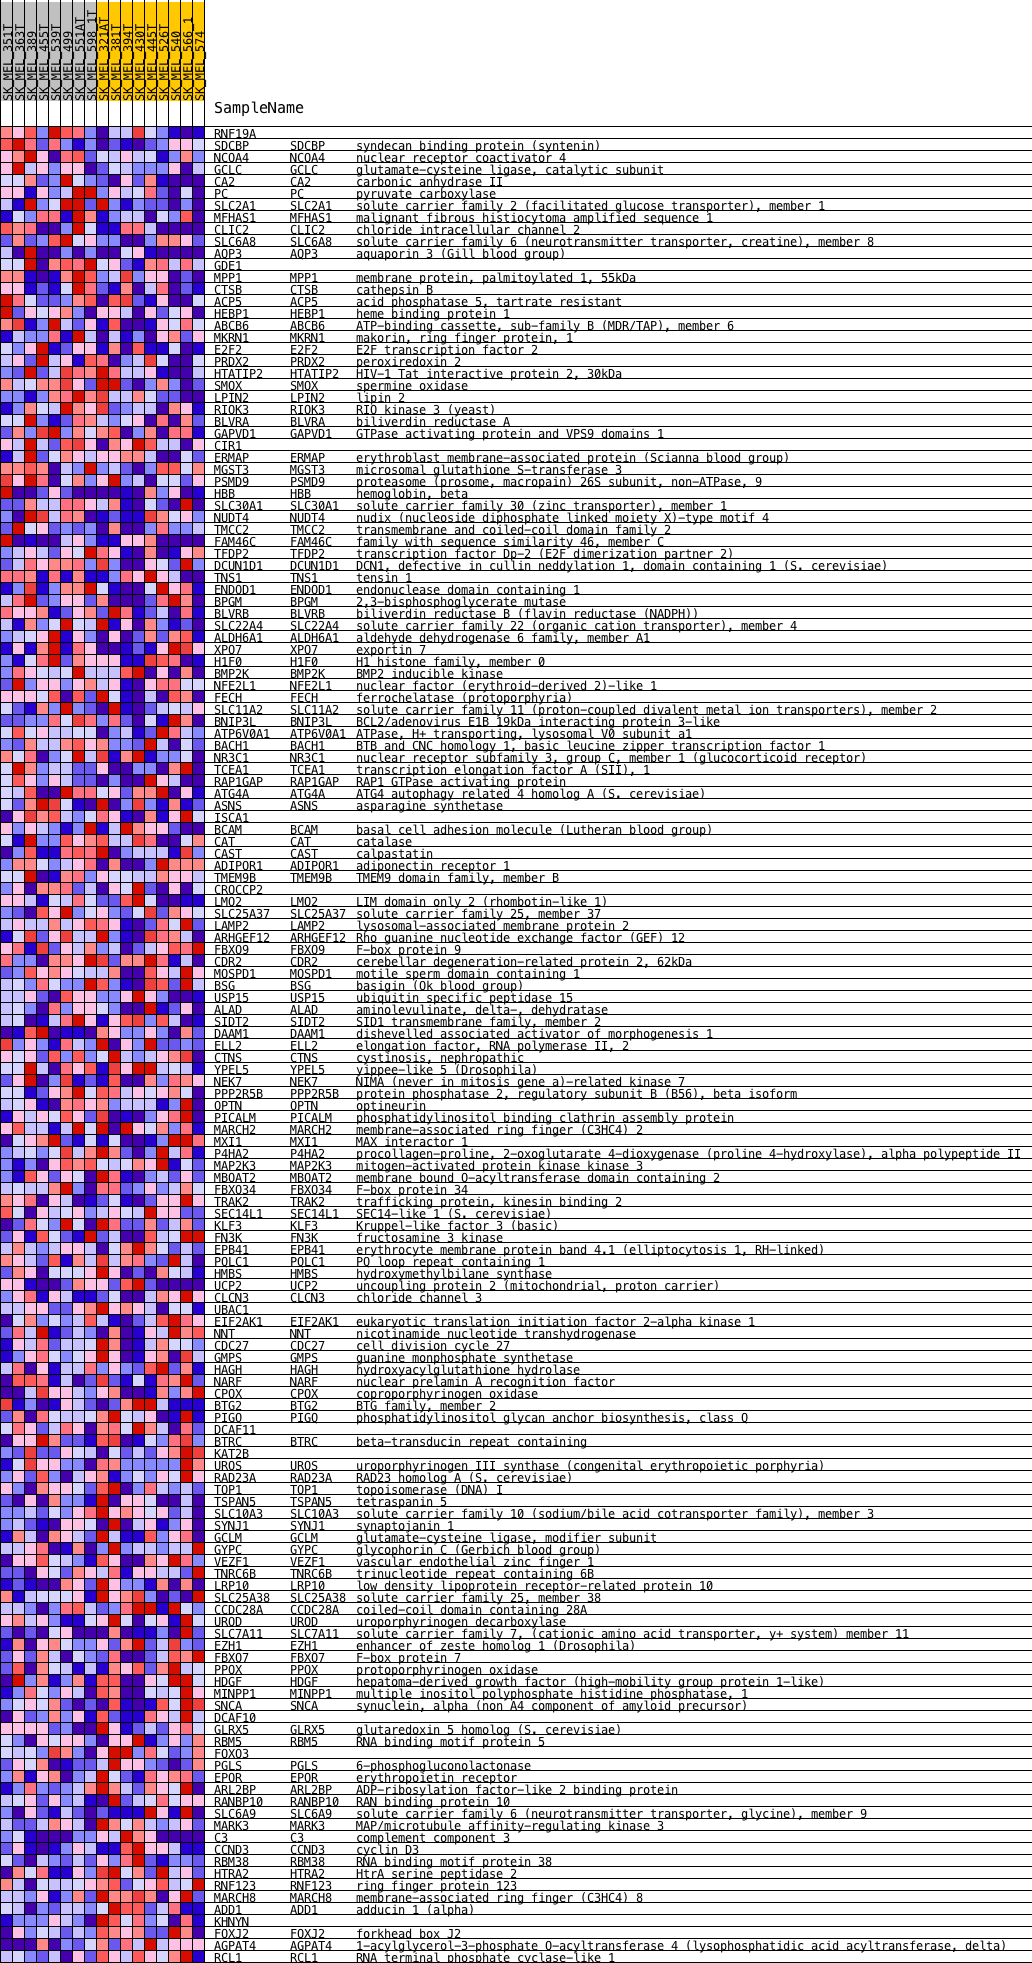 SK_MEL_351T
SK_MEL_363T
SK_MEL_389
SK_MEL_455T
SK_MEL_539T
SK_MEL_499
SK_MEL_551AT
SK_MEL_598_1T
SK_MEL_321AT
SK_MEL_381T
SK_MEL_394T
SK_MEL_430T
SK_MEL_445T
SK_MEL_526T
SK_MEL_540
SK_MEL_566_1
SK_MEL_574
SampleName
RNF19A
SDCBP SDCBP syndecan binding protein (syntenin)
NCOA4 NCOA4 nuclear receptor coactivator 4
GCLC GCLC glutamate-cysteine ligase, catalytic subunit
CA2 CA2 carbonic anhydrase II
PC PC pyruvate carboxylase
SLC2A1 SLC2A1 solute carrier family 2 (facilitated glucose transporter), member 1
MFHAS1 MFHAS1 malignant fibrous histiocytoma amplified sequence 1
CLIC2 CLIC2 chloride intracellular channel 2
SLC6A8 SLC6A8 solute carrier family 6 (neurotransmitter transporter, creatine), member 8
AQP3 AQP3 aquaporin 3 (Gill blood group)
GDE1
MPP1 MPP1 membrane protein, palmitoylated 1, 55kDa
CTSB CTSB cathepsin B
ACP5 ACP5 acid phosphatase 5, tartrate resistant
HEBP1 HEBP1 heme binding protein 1
ABCB6 ABCB6 ATP-binding cassette, sub-family B (MDR/TAP), member 6
MKRN1 MKRN1 makorin, ring finger protein, 1
E2F2 E2F2 E2F transcription factor 2
PRDX2 PRDX2 peroxiredoxin 2
HTATIP2 HTATIP2 HIV-1 Tat interactive protein 2, 30kDa
SMOX SMOX spermine oxidase
LPIN2 LPIN2 lipin 2
RIOK3 RIOK3 RIO kinase 3 (yeast)
BLVRA BLVRA biliverdin reductase A
GAPVD1 GAPVD1 GTPase activating protein and VPS9 domains 1
CIR1
ERMAP ERMAP erythroblast membrane-associated protein (Scianna blood group)
MGST3 MGST3 microsomal glutathione S-transferase 3
PSMD9 PSMD9 proteasome (prosome, macropain) 26S subunit, non-ATPase, 9
HBB HBB hemoglobin, beta
SLC30A1 SLC30A1 solute carrier family 30 (zinc transporter), member 1
NUDT4 NUDT4 nudix (nucleoside diphosphate linked moiety X)-type motif 4
TMCC2 TMCC2 transmembrane and coiled-coil domain family 2
FAM46C FAM46C family with sequence similarity 46, member C
TFDP2 TFDP2 transcription factor Dp-2 (E2F dimerization partner 2)
DCUN1D1 DCUN1D1 DCN1, defective in cullin neddylation 1, domain containing 1 (S. cerevisiae)
TNS1 TNS1 tensin 1
ENDOD1 ENDOD1 endonuclease domain containing 1
BPGM BPGM 2,3-bisphosphoglycerate mutase
BLVRB BLVRB biliverdin reductase B (flavin reductase (NADPH))
SLC22A4 SLC22A4 solute carrier family 22 (organic cation transporter), member 4
ALDH6A1 ALDH6A1 aldehyde dehydrogenase 6 family, member A1
XPO7 XPO7 exportin 7
H1F0 H1F0 H1 histone family, member 0
BMP2K BMP2K BMP2 inducible kinase
NFE2L1 NFE2L1 nuclear factor (erythroid-derived 2)-like 1
FECH FECH ferrochelatase (protoporphyria)
SLC11A2 SLC11A2 solute carrier family 11 (proton-coupled divalent metal ion transporters), member 2
BNIP3L BNIP3L BCL2/adenovirus E1B 19kDa interacting protein 3-like
ATP6V0A1 ATP6V0A1 ATPase, H+ transporting, lysosomal V0 subunit a1
BACH1 BACH1 BTB and CNC homology 1, basic leucine zipper transcription factor 1
NR3C1 NR3C1 nuclear receptor subfamily 3, group C, member 1 (glucocorticoid receptor)
TCEA1 TCEA1 transcription elongation factor A (SII), 1
RAP1GAP RAP1GAP RAP1 GTPase activating protein
ATG4A ATG4A ATG4 autophagy related 4 homolog A (S. cerevisiae)
ASNS ASNS asparagine synthetase
ISCA1
BCAM BCAM basal cell adhesion molecule (Lutheran blood group)
CAT CAT catalase
CAST CAST calpastatin
ADIPOR1 ADIPOR1 adiponectin receptor 1
TMEM9B TMEM9B TMEM9 domain family, member B
CROCCP2
LMO2 LMO2 LIM domain only 2 (rhombotin-like 1)
SLC25A37 SLC25A37 solute carrier family 25, member 37
LAMP2 LAMP2 lysosomal-associated membrane protein 2
ARHGEF12 ARHGEF12 Rho guanine nucleotide exchange factor (GEF) 12
FBXO9 FBXO9 F-box protein 9
CDR2 CDR2 cerebellar degeneration-related protein 2, 62kDa
MOSPD1 MOSPD1 motile sperm domain containing 1
BSG BSG basigin (Ok blood group)
USP15 USP15 ubiquitin specific peptidase 15
ALAD ALAD aminolevulinate, delta-, dehydratase
SIDT2 SIDT2 SID1 transmembrane family, member 2
DAAM1 DAAM1 dishevelled associated activator of morphogenesis 1
ELL2 ELL2 elongation factor, RNA polymerase II, 2
CTNS CTNS cystinosis, nephropathic
YPEL5 YPEL5 yippee-like 5 (Drosophila)
NEK7 NEK7 NIMA (never in mitosis gene a)-related kinase 7
PPP2R5B PPP2R5B protein phosphatase 2, regulatory subunit B (B56), beta isoform
OPTN OPTN optineurin
PICALM PICALM phosphatidylinositol binding clathrin assembly protein
MARCH2 MARCH2 membrane-associated ring finger (C3HC4) 2
MXI1 MXI1 MAX interactor 1
P4HA2 P4HA2 procollagen-proline, 2-oxoglutarate 4-dioxygenase (proline 4-hydroxylase), alpha polypeptide II
MAP2K3 MAP2K3 mitogen-activated protein kinase kinase 3
MBOAT2 MBOAT2 membrane bound O-acyltransferase domain containing 2
FBXO34 FBXO34 F-box protein 34
TRAK2 TRAK2 trafficking protein, kinesin binding 2
SEC14L1 SEC14L1 SEC14-like 1 (S. cerevisiae)
KLF3 KLF3 Kruppel-like factor 3 (basic)
FN3K FN3K fructosamine 3 kinase
EPB41 EPB41 erythrocyte membrane protein band 4.1 (elliptocytosis 1, RH-linked)
POLC1 POLC1 PO loop repeat containing 1
HMBS HMBS hydroxymethylbilane synthase
UCP2 UCP2 uncoupling protein 2 (mitochondrial, proton carrier)
CLCN3 CLCN3 chloride channel 3
UBAC1
EIF2AK1 EIF2AK1 eukaryotic translation initiation factor 2-alpha kinase 1
NNT NNT nicotinamide nucleotide transhydrogenase
CDC27 CDC27 cell division cycle 27
GMPS GMPS guanine monphosphate synthetase
HAGH HAGH hydroxyacylglutathione hydrolase
NARF NARF nuclear prelamin A recognition factor
CPOX CPOX coproporphyrinogen oxidase
BTG2 BTG2 BTG family, member 2
PIGQ PIGQ phosphatidylinositol glycan anchor biosynthesis, class Q
DCAF11
BTRC BTRC beta-transducin repeat containing
KAT2B
UROS UROS uroporphyrinogen III synthase (congenital erythropoietic porphyria)
RAD23A RAD23A RAD23 homolog A (S. cerevisiae)
TOP1 TOP1 topoisomerase (DNA) I
TSPAN5 TSPAN5 tetraspanin 5
SLC10A3 SLC10A3 solute carrier family 10 (sodium/bile acid cotransporter family), member 3
SYNJ1 SYNJ1 synaptojanin 1
GCLM GCLM glutamate-cysteine ligase, modifier subunit
GYPC GYPC glycophorin C (Gerbich blood group)
VEZF1 VEZF1 vascular endothelial zinc finger 1
TNRC6B TNRC6B trinucleotide repeat containing 6B
LRP10 LRP10 low density lipoprotein receptor-related protein 10
SLC25A38 SLC25A38 solute carrier family 25, member 38
CCDC28A CCDC28A coiled-coil domain containing 28A
UROD UROD uroporphyrinogen decarboxylase
SLC7A11 SLC7A11 solute carrier family 7, (cationic amino acid transporter, y+ system) member 11
EZH1 EZH1 enhancer of zeste homolog 1 (Drosophila)
FBXO7 FBXO7 F-box protein 7
PPOX PPOX protoporphyrinogen oxidase
HDGF HDGF hepatoma-derived growth factor (high-mobility group protein 1-like)
MINPP1 MINPP1 multiple inositol polyphosphate histidine phosphatase, 1
SNCA SNCA synuclein, alpha (non A4 component of amyloid precursor)
DCAF10
GLRX5 GLRX5 glutaredoxin 5 homolog (S. cerevisiae)
RBM5 RBM5 RNA binding motif protein 5
FOXO3
PGLS PGLS 6-phosphogluconolactonase
EPOR EPOR erythropoietin receptor
ARL2BP ARL2BP ADP-ribosylation factor-like 2 binding protein
RANBP10 RANBP10 RAN binding protein 10
SLC6A9 SLC6A9 solute carrier family 6 (neurotransmitter transporter, glycine), member 9
MARK3 MARK3 MAP/microtubule affinity-regulating kinase 3
C3 C3 complement component 3
CCND3 CCND3 cyclin D3
RBM38 RBM38 RNA binding motif protein 38
HTRA2 HTRA2 HtrA serine peptidase 2
RNF123 RNF123 ring finger protein 123
MARCH8 MARCH8 membrane-associated ring finger (C3HC4) 8
ADD1 ADD1 adducin 1 (alpha)
KHNYN
FOXJ2 FOXJ2 forkhead box J2
AGPAT4 AGPAT4 1-acylglycerol-3-phosphate O-acyltransferase 4 (lysophosphatidic acid acyltransferase, delta)
RCL1 RCL1 RNA terminal phosphate cyclase-like 1